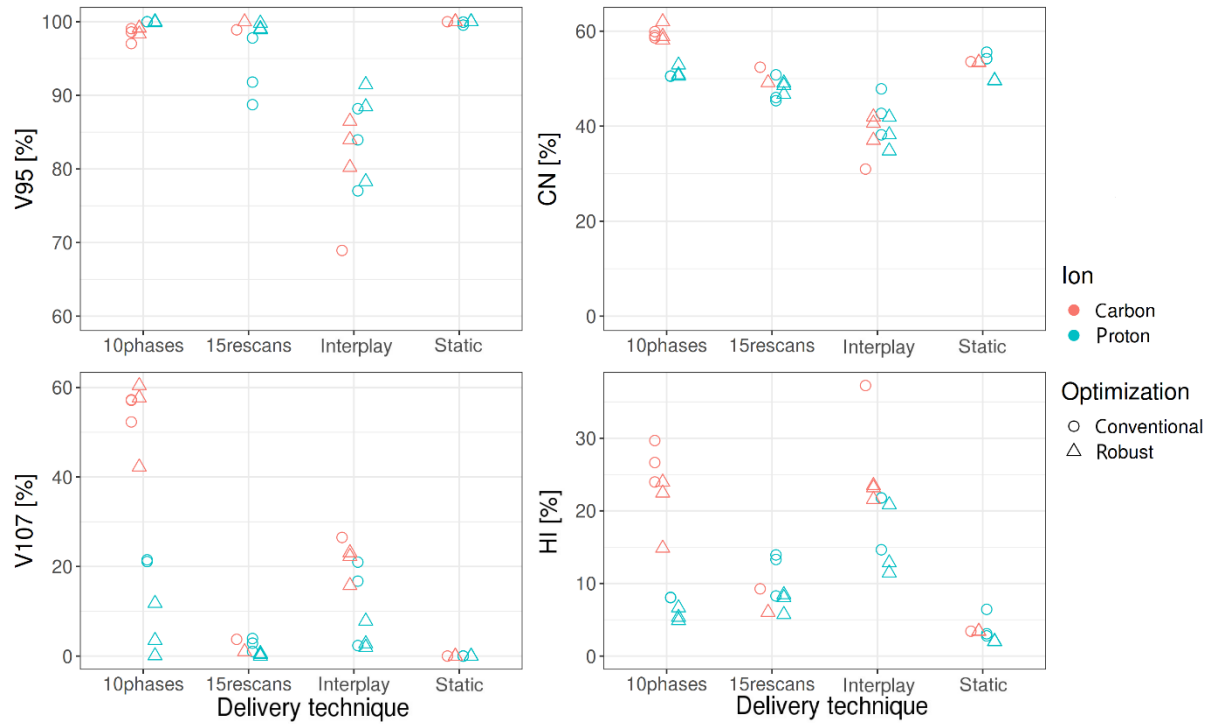 V95 [%]
100
90
80
70
60
10phases 15rescans Interplay Static
CN [%]
60
40
20
0
10phases 15rescans Interplay Static
V107 [%]
60
40
20
0
10phases 15rescans Interplay Static
Delivery technique
HI [%]
30
20
10
0
10phases 15rescans Interplay Static
Delivery technique
Ion
Carbon
Proton
Optimization
Conventional
Robust